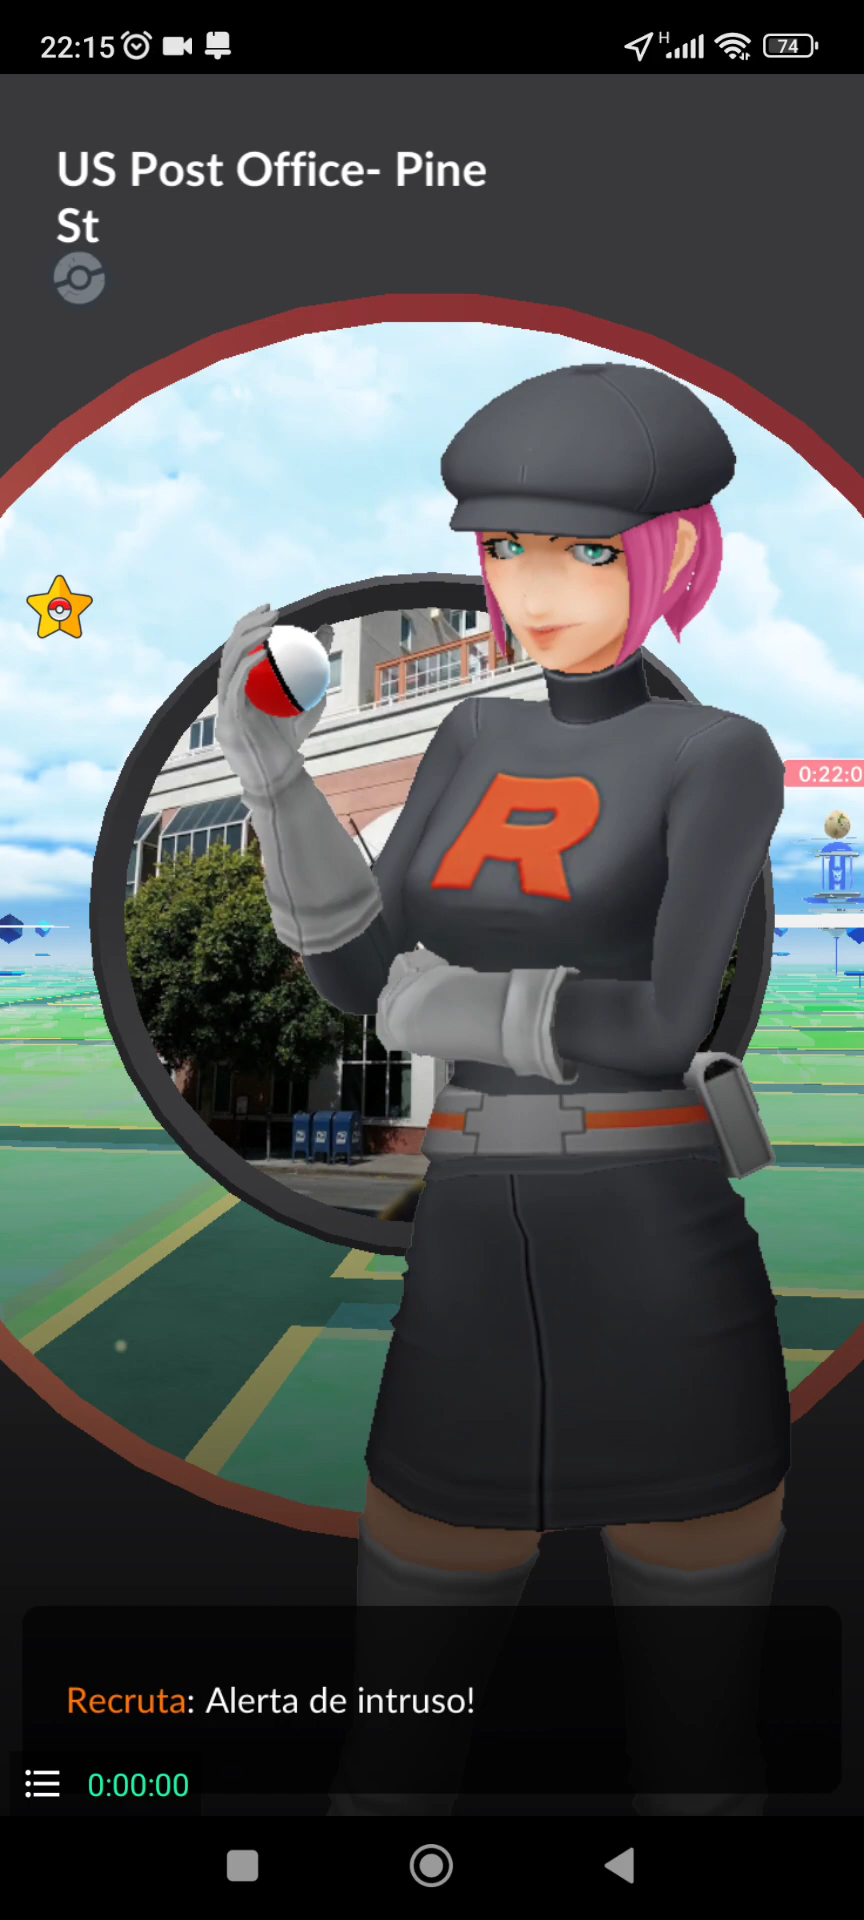 22:15
H
74
US Post Office- Pine
St
R
0:22:0
Recruta: Alerta de intruso!
0:00:00